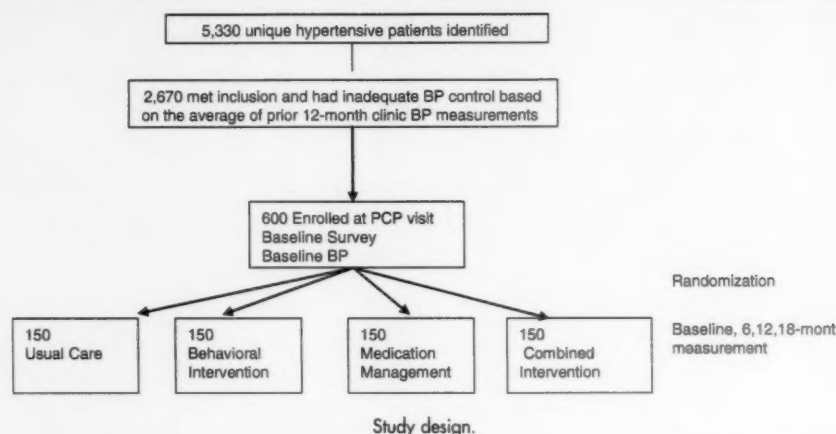 5,330 unique hypertensive patients identified
2,670 met inclusion and had inadequate BP control based
on the average of prior 12-month clinic BP measurements
600 Enrolled at PCP visit
Baseline Survey
Baseline BP
Randomization
150
Usual Care
150
Behavioral
Intervention
150
Medication
Management
150
Combined
Intervention
Baseline, 6,12,18-mont
measurement
Study design.